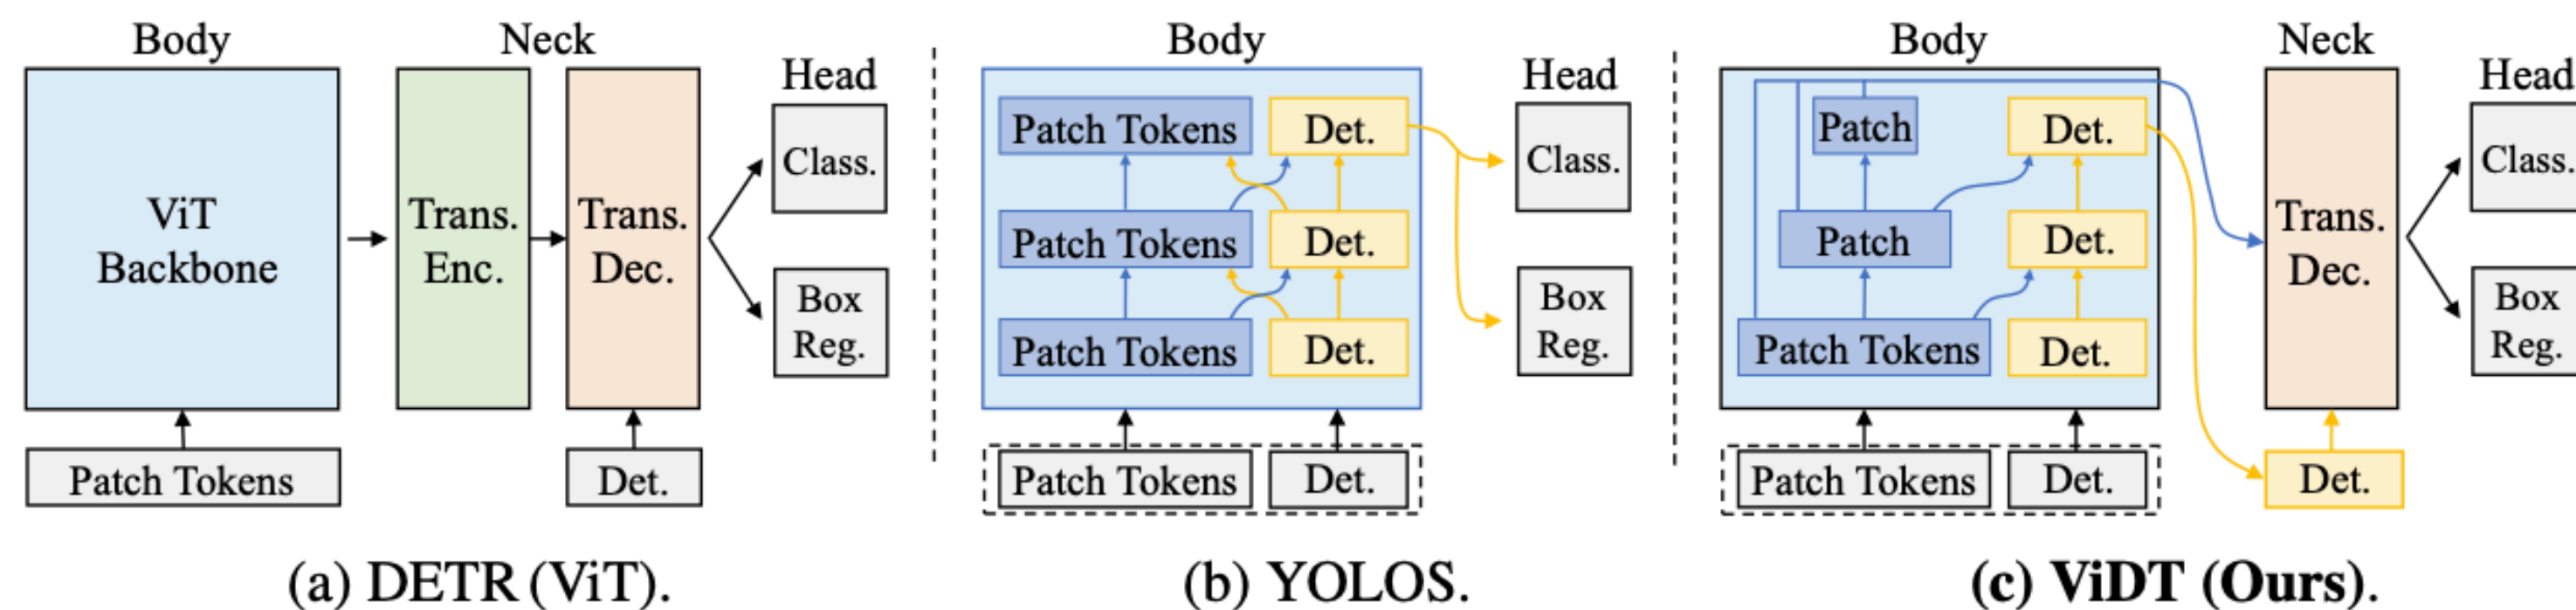 Body
Neck
Head
ViT
Backbone
Trans.
Enc.
Trans.
Dec.
Class.
Box
Reg.
Patch Tokens
Det.
(a) DETR (ViT).
Body
Head
Patch Tokens
Det.
Patch Tokens
Det.
Patch Tokens
Det.
Class.
Box
Reg.
Patch Tokens
Det.
(b) YOLOS.
Body
Neck
Head
Patch
Det.
Patch
Det.
Patch Tokens
Det.
Trans.
Dec.
Class.
Box
Reg.
Patch Tokens
Det.
Det.
(c) ViDT (Ours).